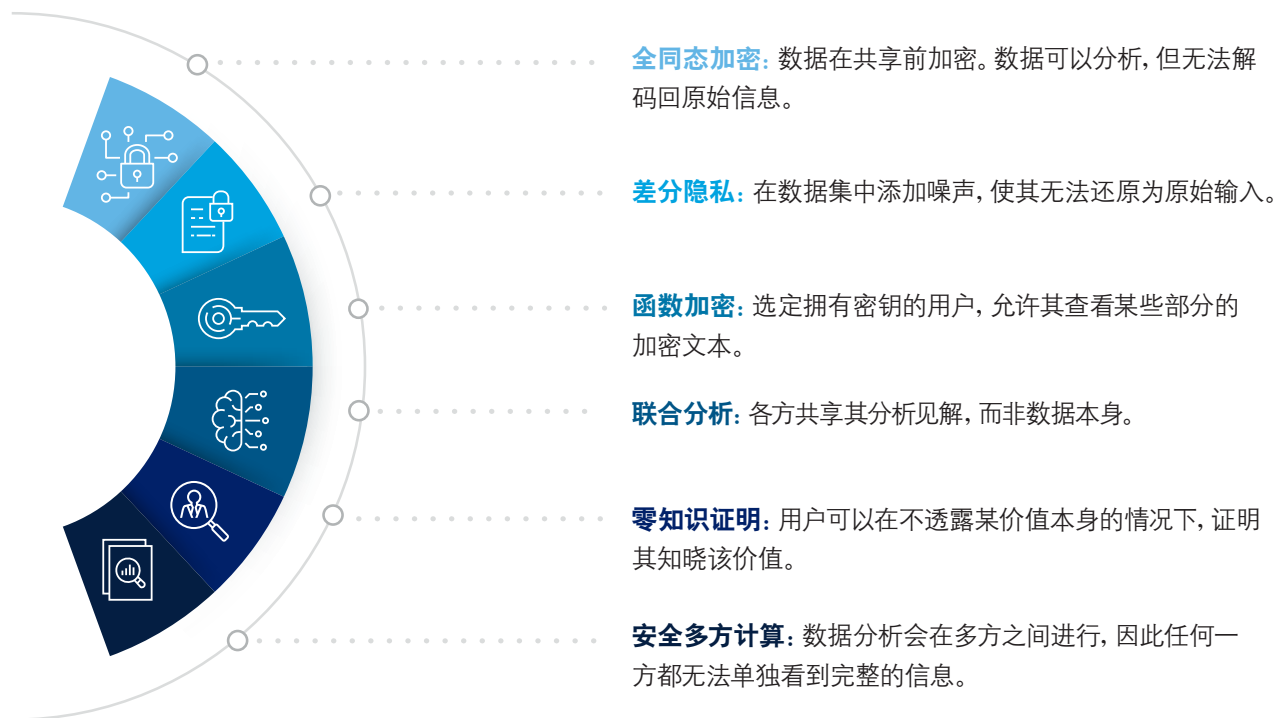 全同态加密: 数据在共享前加密。数据可以分析, 但无法解
码回原始信息。
差分隐私: 在数据集中添加噪声, 使其无法还原为原始输入。
函数加密: 选定拥有密钥的用户, 允许其查看某些部分的
加密文本。
联合分析: 各方共享其分析见解, 而非数据本身。
零知识证明: 用户可以在不透露某价值本身的情况下, 证明
其知晓该价值。
安全多方计算: 数据分析会在多方之间进行, 因此任何一
方都无法单独看到完整的信息。